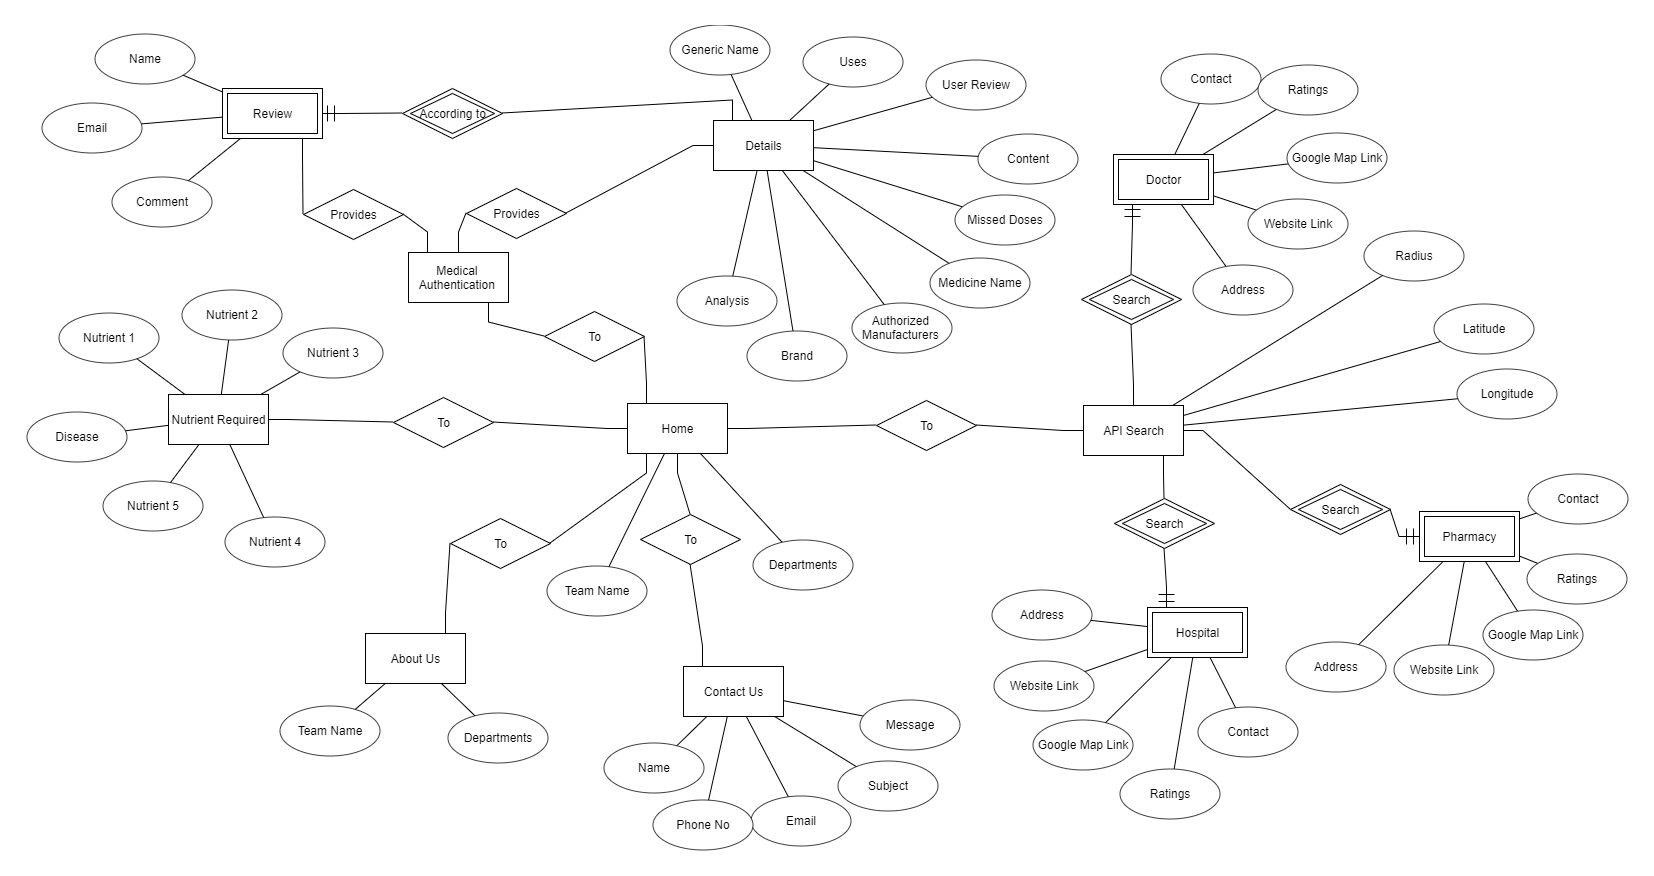 Generic Name
Uses
Name
User Review
Contact
Ratings
Review
According to
Email
Details
Content
Google Map Link
Doctor
Comment
Provides
Provides
Missed Doses
Website Link
Radius
Medical
Authentication
Medicine Name
Address
Search
Analysis
Nutrient 2
Authorized
Manufacturers
Latitude
Nutrient 1
To
Nutrient 3
Brand
Longitude
Nutrient Required
To
Home
To
API Search
Disease
Nutrient 5
Contact
Search
Search
Pharmacy
Nutrient 4
To
To
Departments
Team Name
Ratings
Address
Hospital
Google Map Link
About Us
Address
Website Link
Website Link
Contact Us
Team Name
Departments
Message
Google Map Link
Contact
Name
Subject
Ratings
Phone No
Email